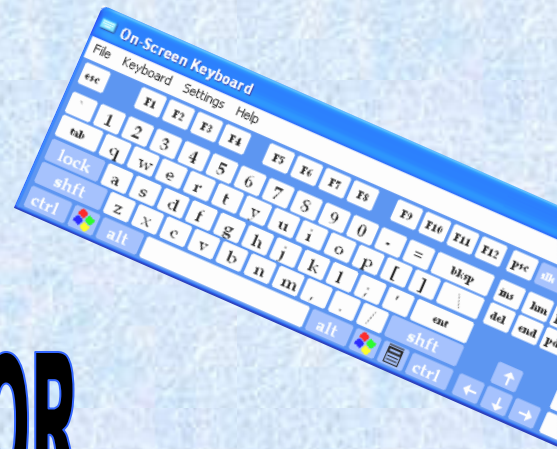 On-Screen Keyboard
File Keyboard Settings Help
esc F1 F2 F3 F4 F5 F6 F7 F8 F9 F10 F11 F12 psc slk
` 1 2 3 4 5 6 7 8 9 0 - = bksp ins hm
tab q w e r t y u i o p [ ] \ del end
lock a s d f g h j k l ; ' ent
shft z x c v b n m , . / shft
ctrl alt alt ctrl
OR